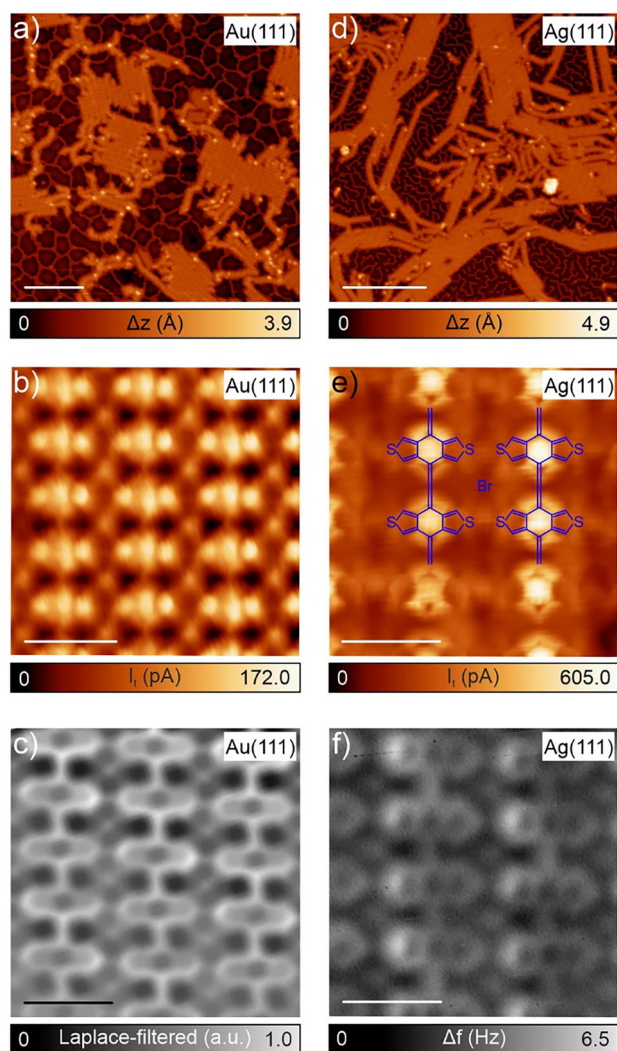 a) Au(111)
d) Ag(111)
0 Δz (Å) 3.9
0 Δz (Å) 4.9
b) Au(111)
e) Ag(111)
S S S S
Br
S S S S
0 Iₜ (pA) 172.0
0 Iₜ (pA) 605.0
c) Au(111)
f) Ag(111)
0 Laplace-filtered (a.u.) 1.0
0 Δf (Hz) 6.5